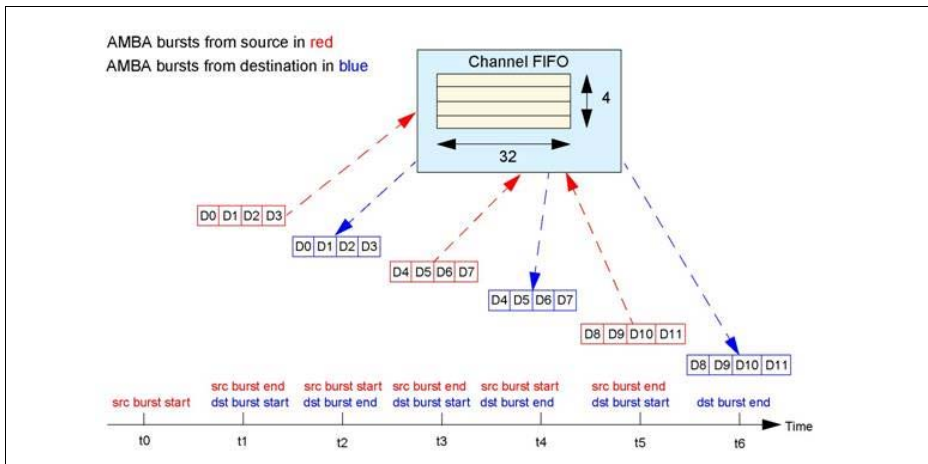 AMBA bursts from source in red
AMBA bursts from destination in blue
Channel FIFO
4
32
D0 D1 D2 D3
D0 D1 D2 D3
D4 D5 D6 D7
D4 D5 D6 D7
D8 D9 D10 D11
D8 D9 D10 D11
src burst start
src burst end
dst burst start
src burst start
dst burst end
src burst end
dst burst start
src burst start
dst burst end
src burst end
dst burst start
dst burst end
Time
t0 t1 t2 t3 t4 t5 t6